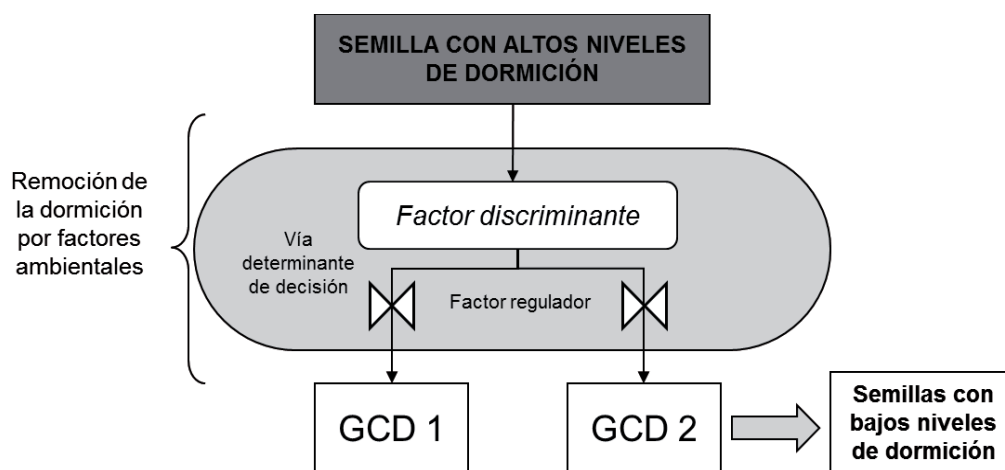 SEMILLA CON ALTOS NIVELES
DE DORMICIÓN
Remoción de
la dormición
por factores
ambientales
Factor discriminante
Vía
determinante
de decisión
Factor regulador
GCD 1
GCD 2
Semillas con
bajos niveles
de dormición